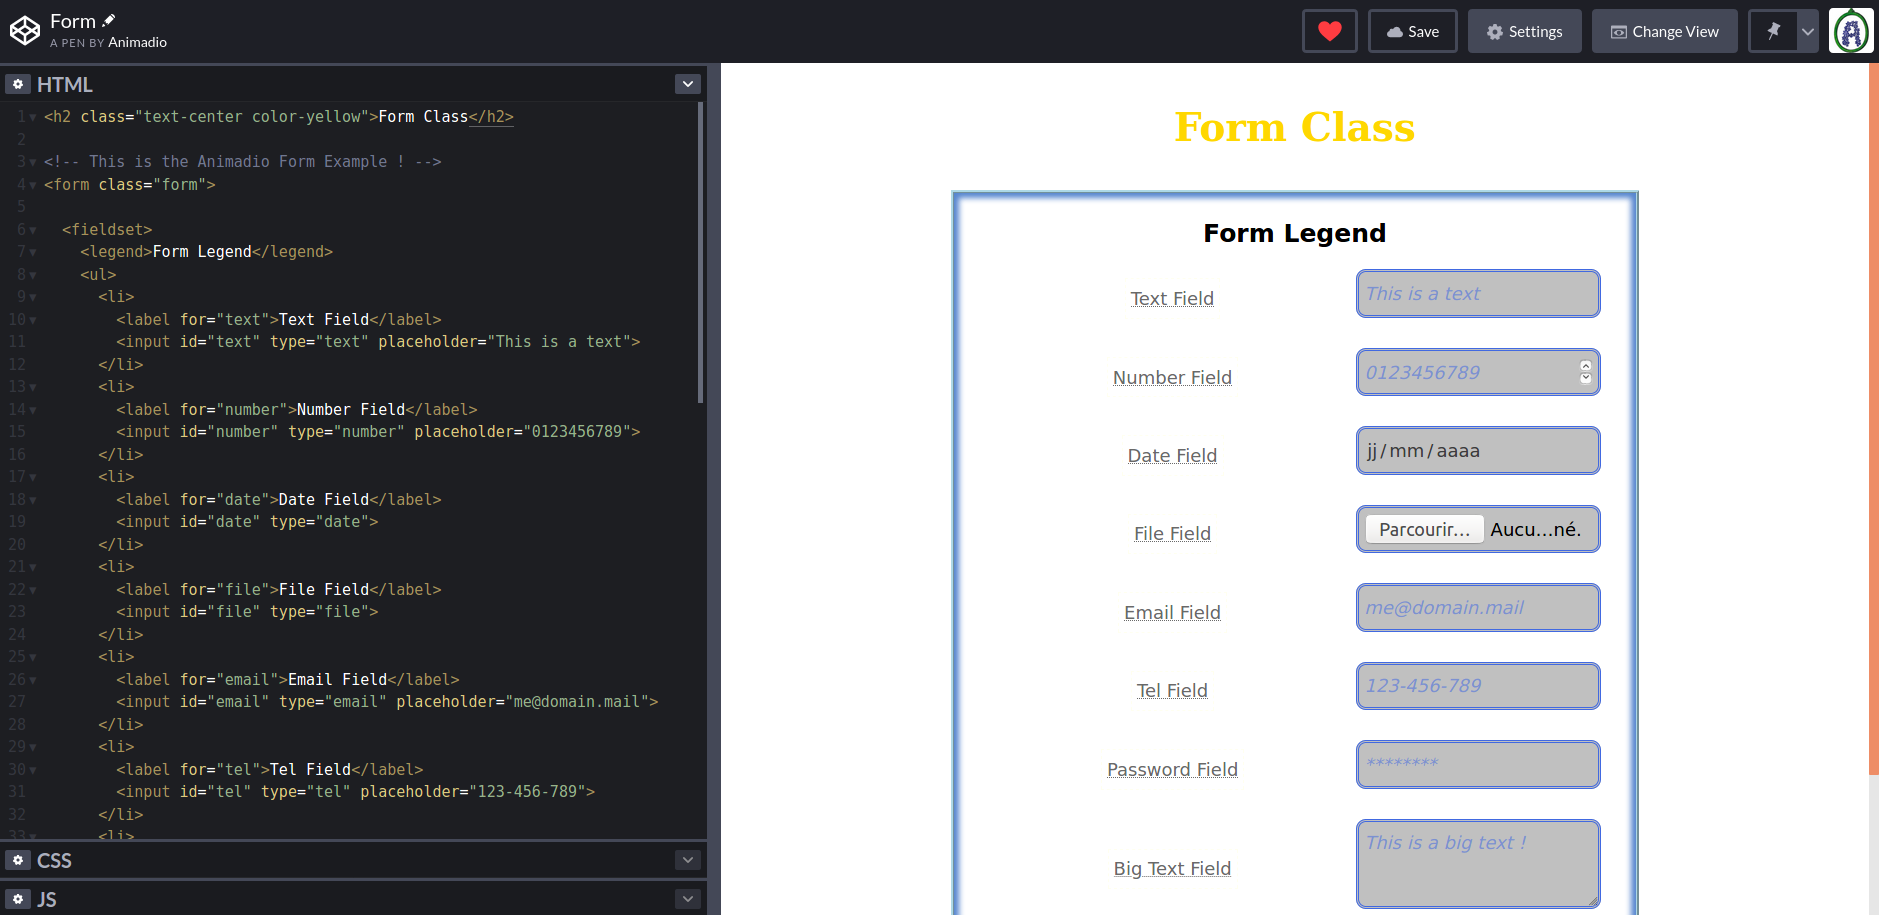 Form
A PEN BY Animadio
Save
Settings
Change View
HTML
1 <h2 class="text-center color-yellow">Form Class</h2>
2
3 <!-- This is the Animadio Form Example ! -->
4 <form class="form">
5
6 <fieldset>
7 <legend>Form Legend</legend>
8 <ul>
9 <li>
10 <label for="text">Text Field</label>
11 <input id="text" type="text" placeholder="This is a text">
12 </li>
13 <li>
14 <label for="number">Number Field</label>
15 <input id="number" type="number" placeholder="0123456789">
16 </li>
17 <li>
18 <label for="date">Date Field</label>
19 <input id="date" type="date">
20 </li>
21 <li>
22 <label for="file">File Field</label>
23 <input id="file" type="file">
24 </li>
25 <li>
26 <label for="email">Email Field</label>
27 <input id="email" type="email" placeholder="me@domain.mail">
28 </li>
29 <li>
30 <label for="tel">Tel Field</label>
31 <input id="tel" type="tel" placeholder="123-456-789">
32 </li>
33 <li>
CSS
JS
Form Class
Form Legend
Text Field This is a text
Number Field 0123456789
Date Field jj/mm/aaaa
File Field Parcourir... Aucu...né.
Email Field me@domain.mail
Tel Field 123-456-789
Password Field ********
Big Text Field This is a big text !